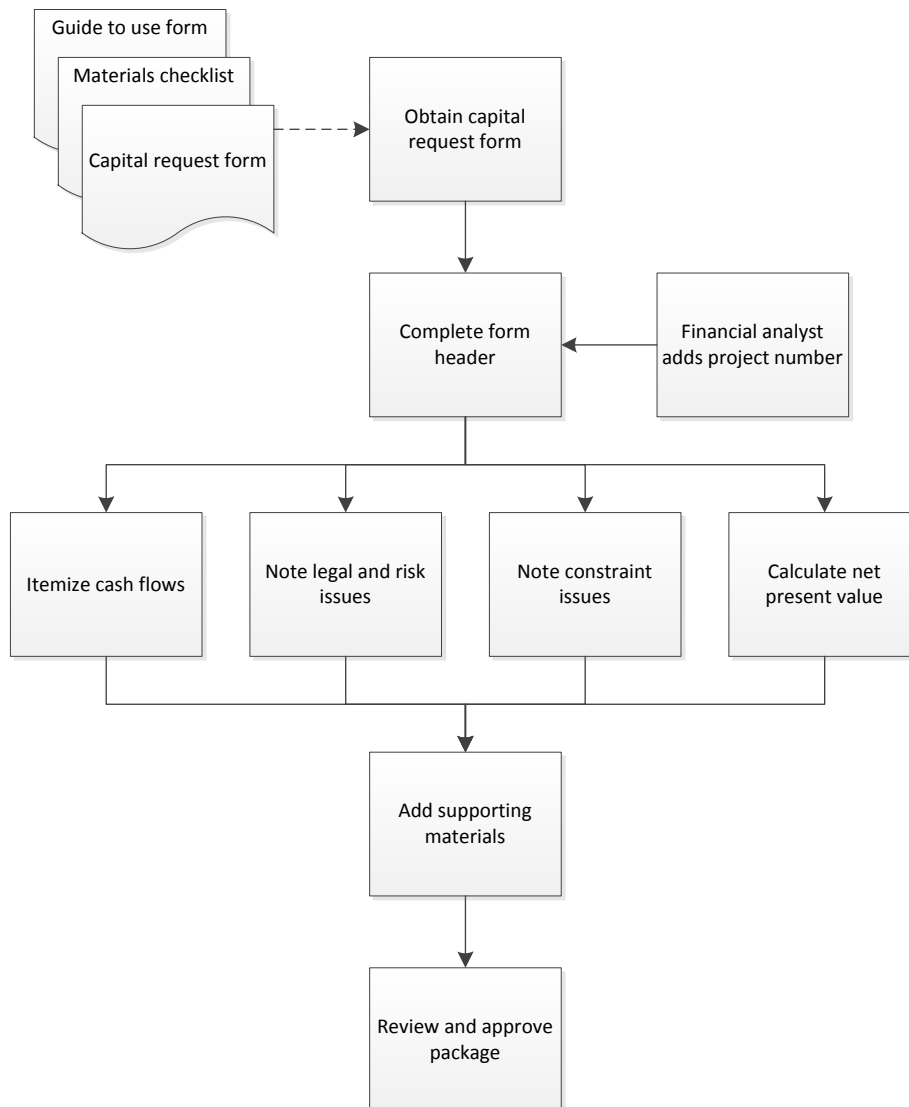 Guide to use form
Materials checklist
Capital request form
Obtain capital
request form
Complete form
header
Financial analyst
adds project number
Itemize cash flows
Note legal and risk
issues
Note constraint
issues
Calculate net
present value
Add supporting
materials
Review and approve
package